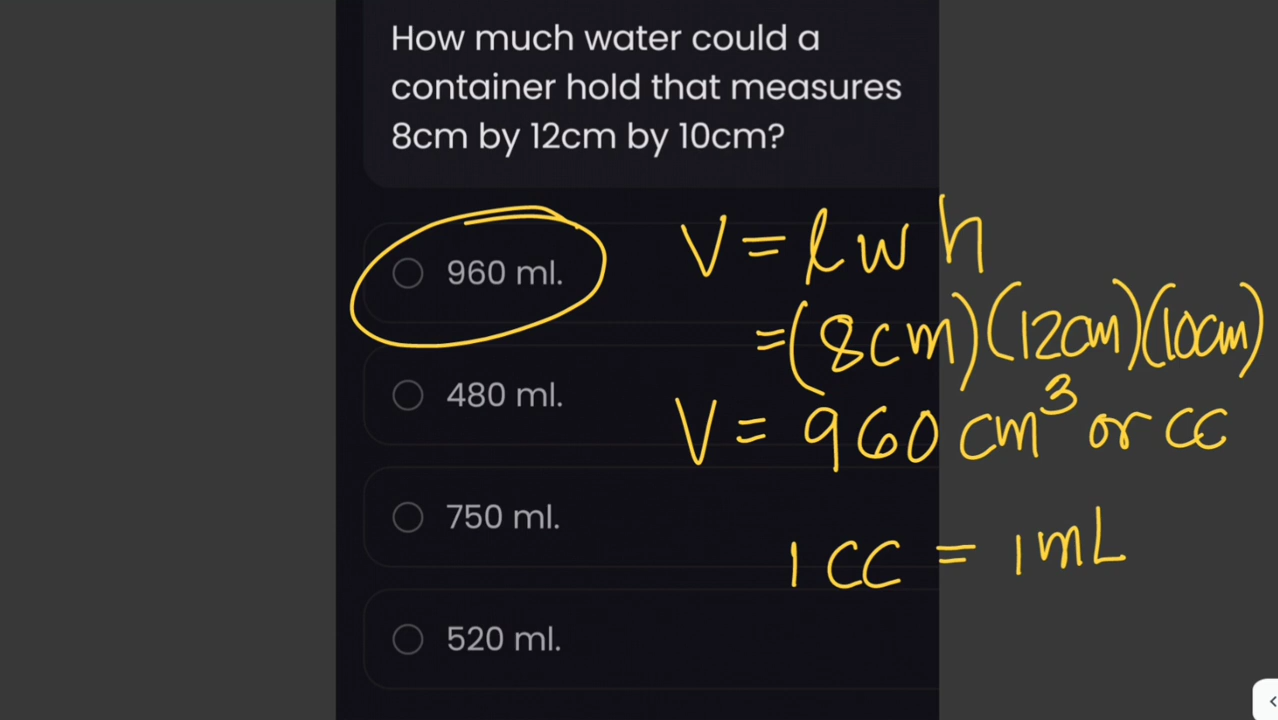 How much water could a
container hold that measures
8cm by 12cm by 10cm?
960 ml.
V = l w h
= (8cm)(12cm)(10cm)
480 ml.
V = 960 cm³ or cc
750 ml.
1 cc = 1 mL
520 ml.